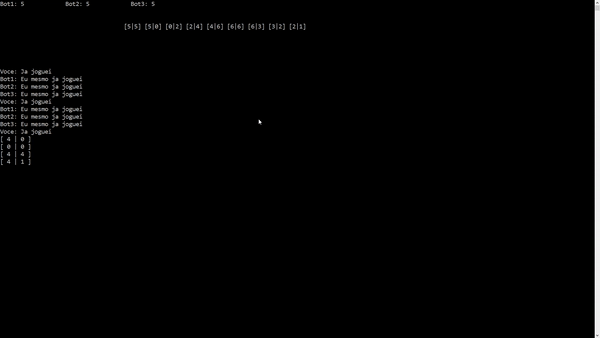 Bot1: 5 Bot2: 5 Bot3: 5
[5|5] [5|0] [0|2] [2|4] [4|6] [6|6] [6|3] [3|2] [2|1]
Voce: Ja joguei
Bot1: Eu mesmo ja joguei
Bot2: Eu mesmo ja joguei
Bot3: Eu mesmo ja joguei
Voce: Ja joguei
Bot1: Eu mesmo ja joguei
Bot2: Eu mesmo ja joguei
Bot3: Eu mesmo ja joguei
Voce: Ja joguei
[ 4 | 0 ]
[ 0 | 0 ]
[ 4 | 4 ]
[ 4 | 1 ]